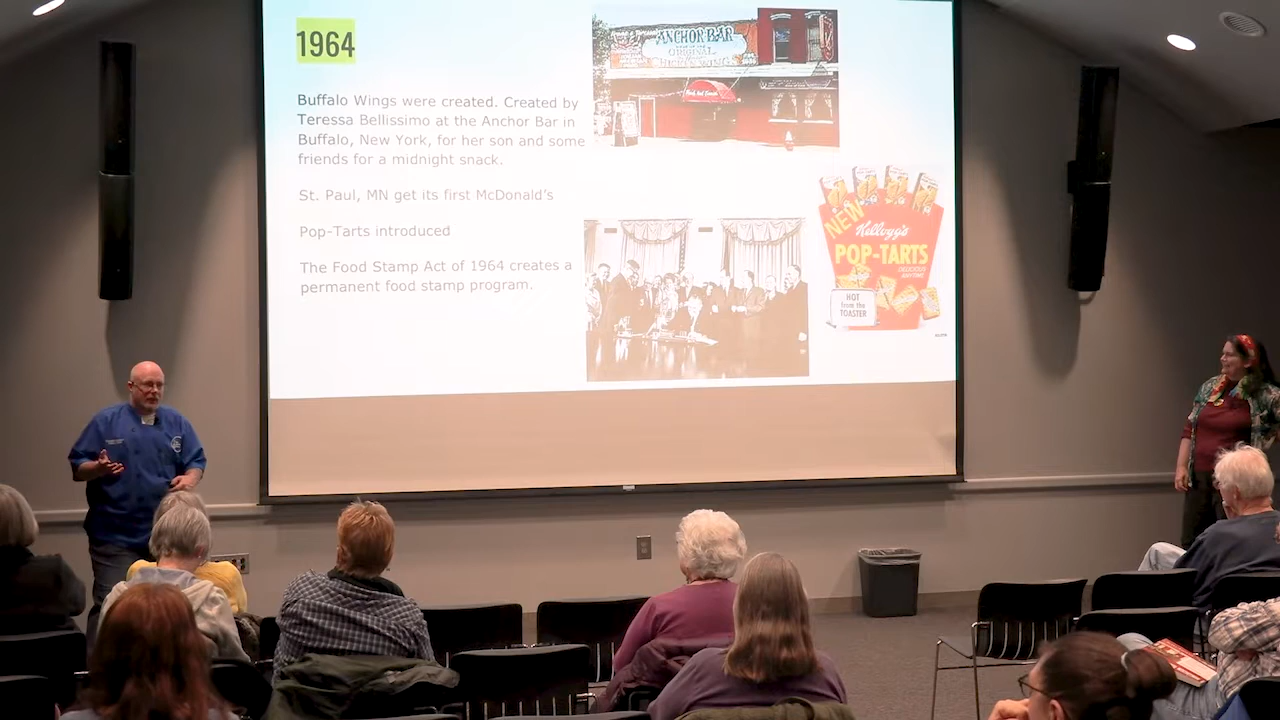 1964
Buffalo Wings were created. Created by
Teressa Bellissimo at the Anchor Bar in
Buffalo, New York, for her son and some
friends for a midnight snack.
St. Paul, MN get its first McDonald's
Pop-Tarts introduced
The Food Stamp Act of 1964 creates a
permanent food stamp program.
ANCHOR BAR
ORIGINAL
NEW
Kellogg's
POP-TARTS
HOT
from the
TOASTER